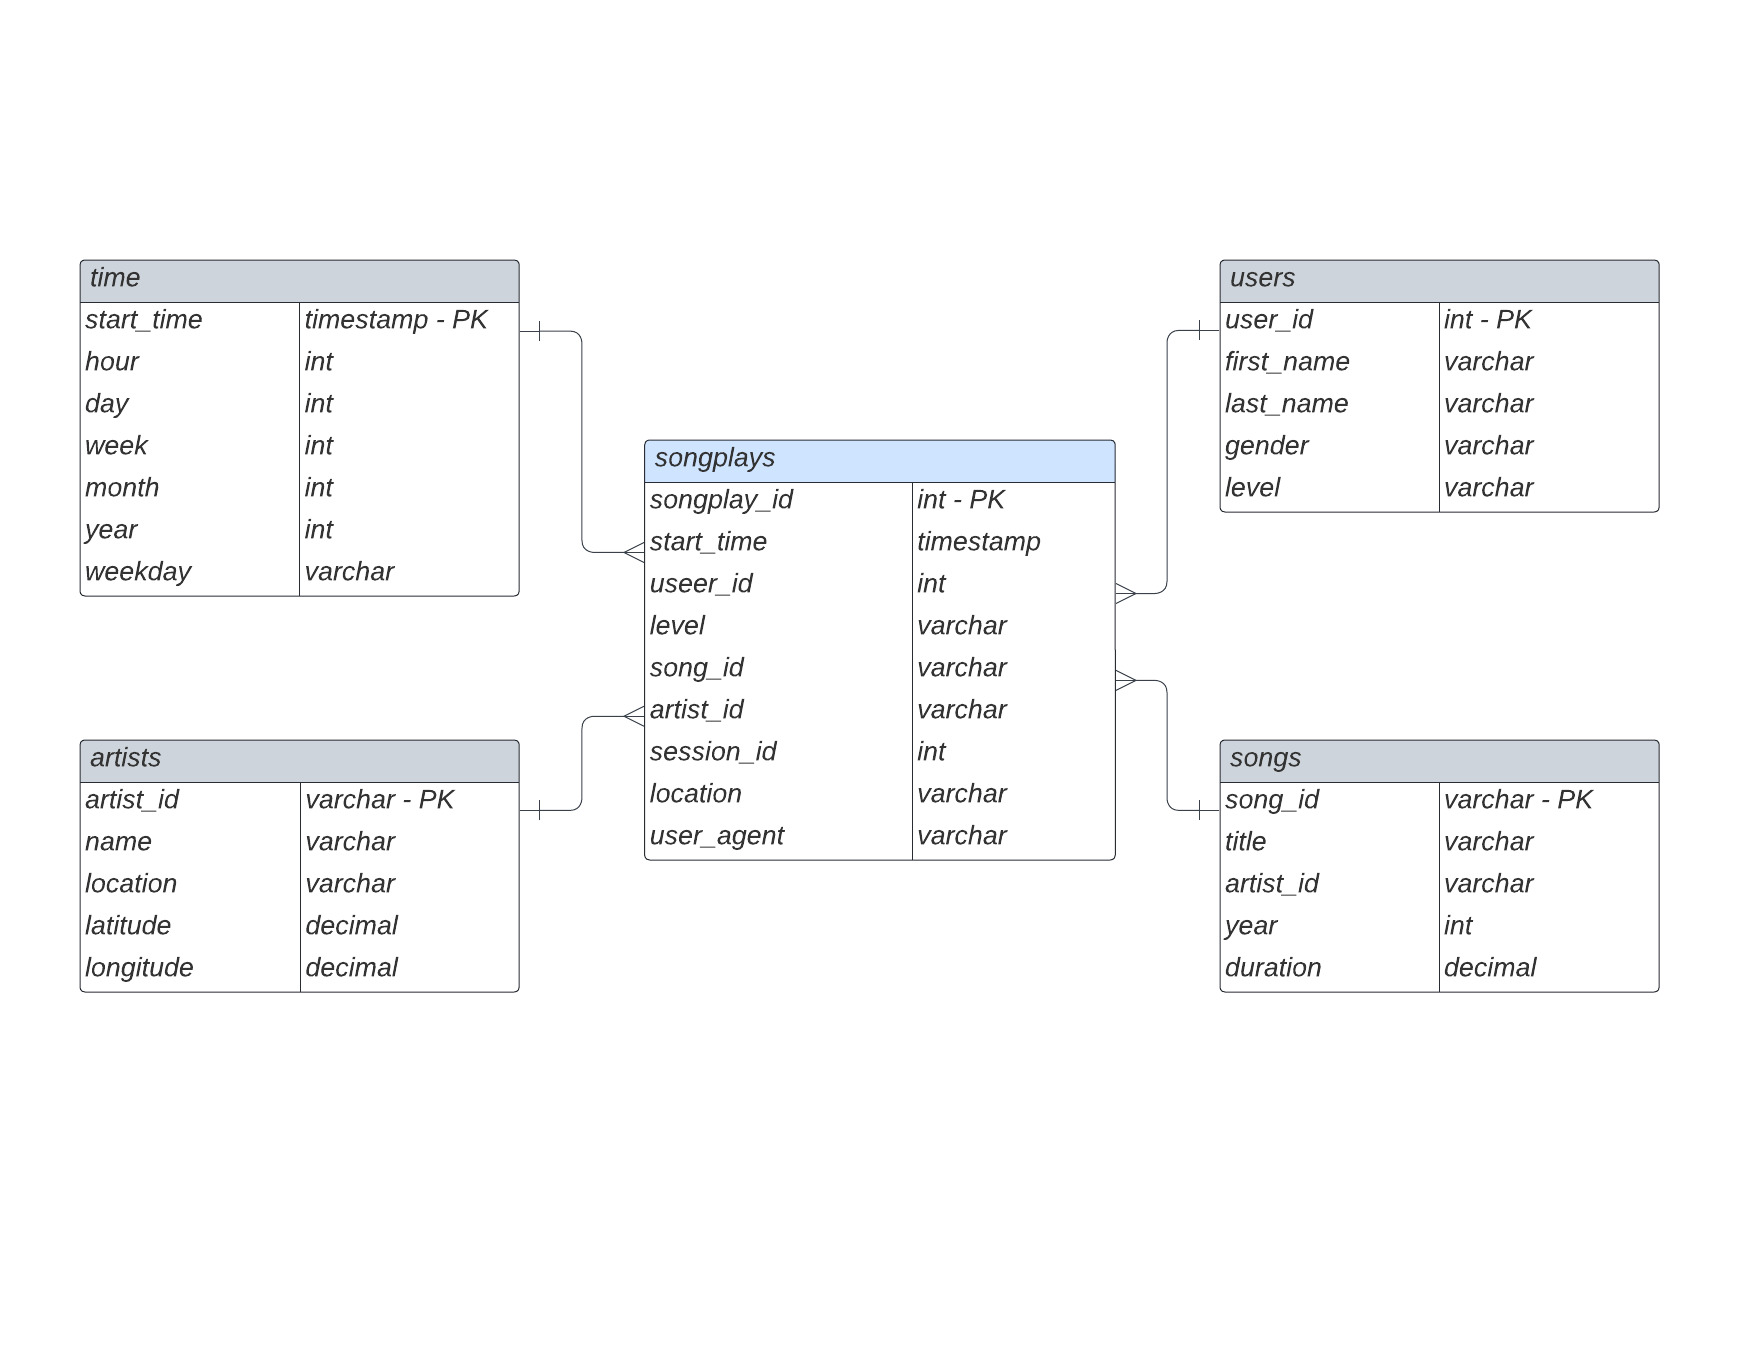 time
start_time timestamp - PK
hour int
day int
week int
month int
year int
weekday varchar
users
user_id int - PK
first_name varchar
last_name varchar
gender varchar
level varchar
songplays
songplay_id int - PK
start_time timestamp
useer_id int
level varchar
song_id varchar
artist_id varchar
session_id int
location varchar
user_agent varchar
artists
artist_id varchar - PK
name varchar
location varchar
latitude decimal
longitude decimal
songs
song_id varchar - PK
title varchar
artist_id varchar
year int
duration decimal